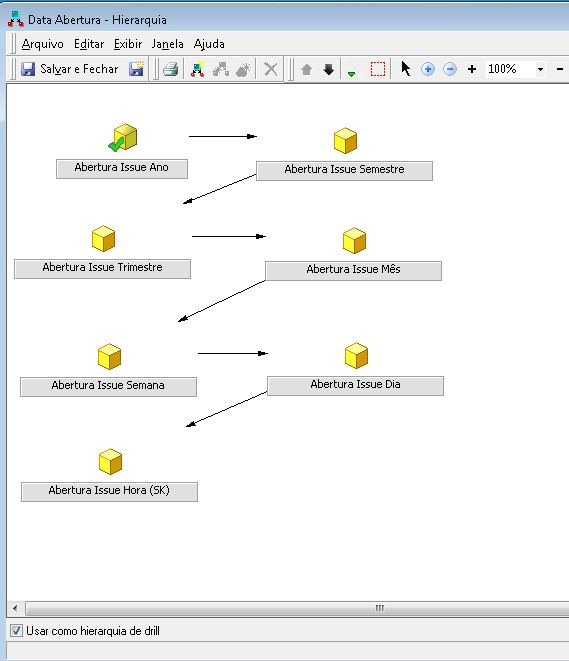 Data Abertura - Hierarquia
Arquivo Editar Exibir Janela Ajuda
Salvar e Fechar 100%
Abertura Issue Ano
Abertura Issue Semestre
Abertura Issue Trimestre
Abertura Issue Mês
Abertura Issue Semana
Abertura Issue Dia
Abertura Issue Hora (SK)
Usar como hierarquia de drill